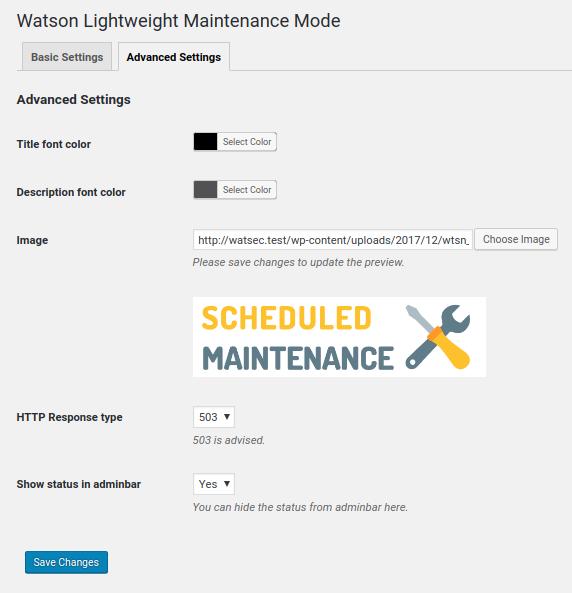 Watson Lightweight Maintenance Mode
Basic Settings
Advanced Settings
Advanced Settings
Title font color
Select Color
Description font color
Select Color
Image
http://watsec.test/wp-content/uploads/2017/12/wtsn_
Choose Image
Please save changes to update the preview.
SCHEDULED
MAINTENANCE
HTTP Response type
503
503 is advised.
Show status in adminbar
Yes
You can hide the status from adminbar here.
Save Changes